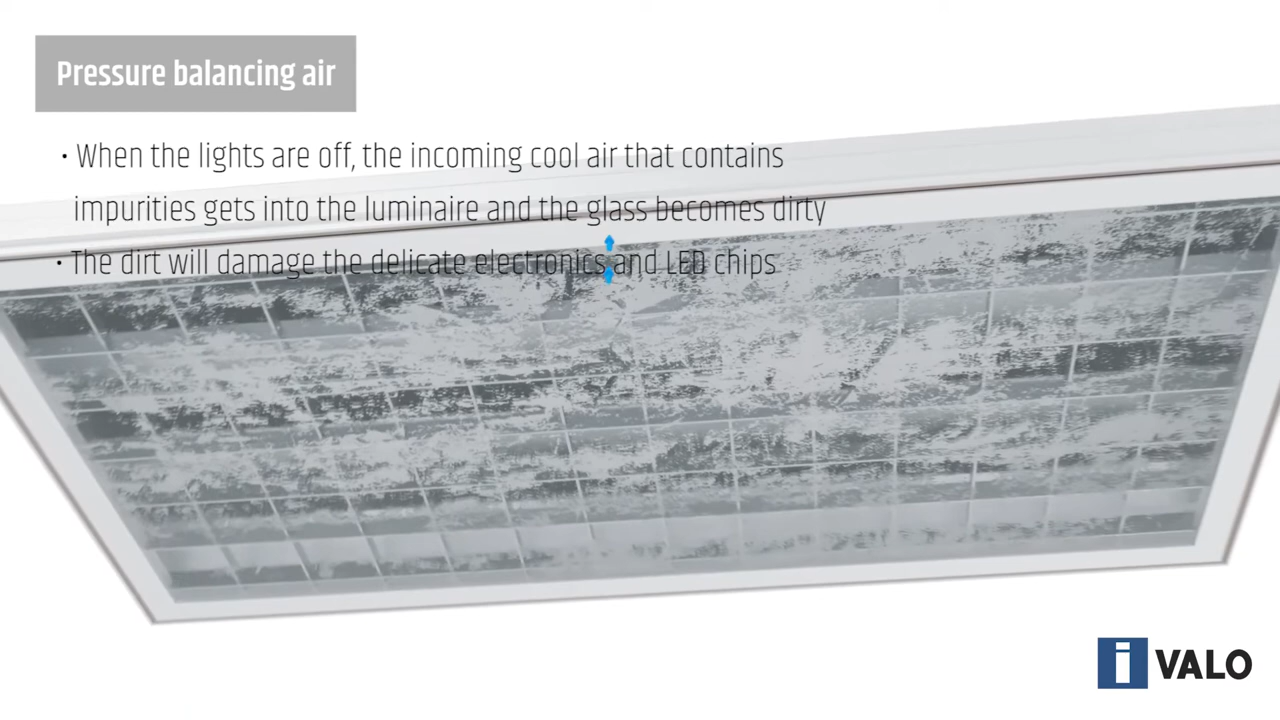 Pressure balancing air
• When the lights are off, the incoming cool air that contains
impurities gets into the luminaire and the glass becomes dirty
• The dirt will damage the delicate electronics and LED chips
i VALO